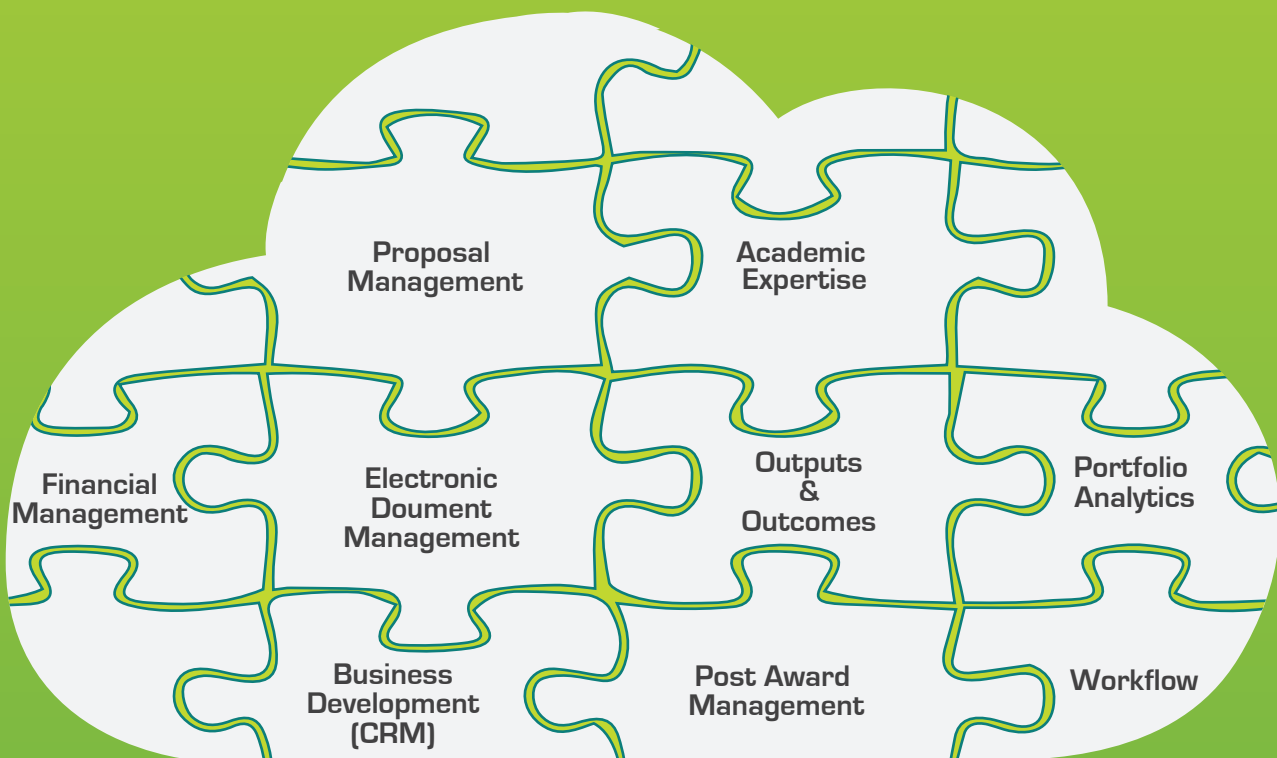 Proposal
Management
Academic
Expertise
Financial
Management
Electronic
Doument
Management
Outputs
&
Outcomes
Portfolio
Analytics
Business
Development
(CRM)
Post Award
Management
Workflow